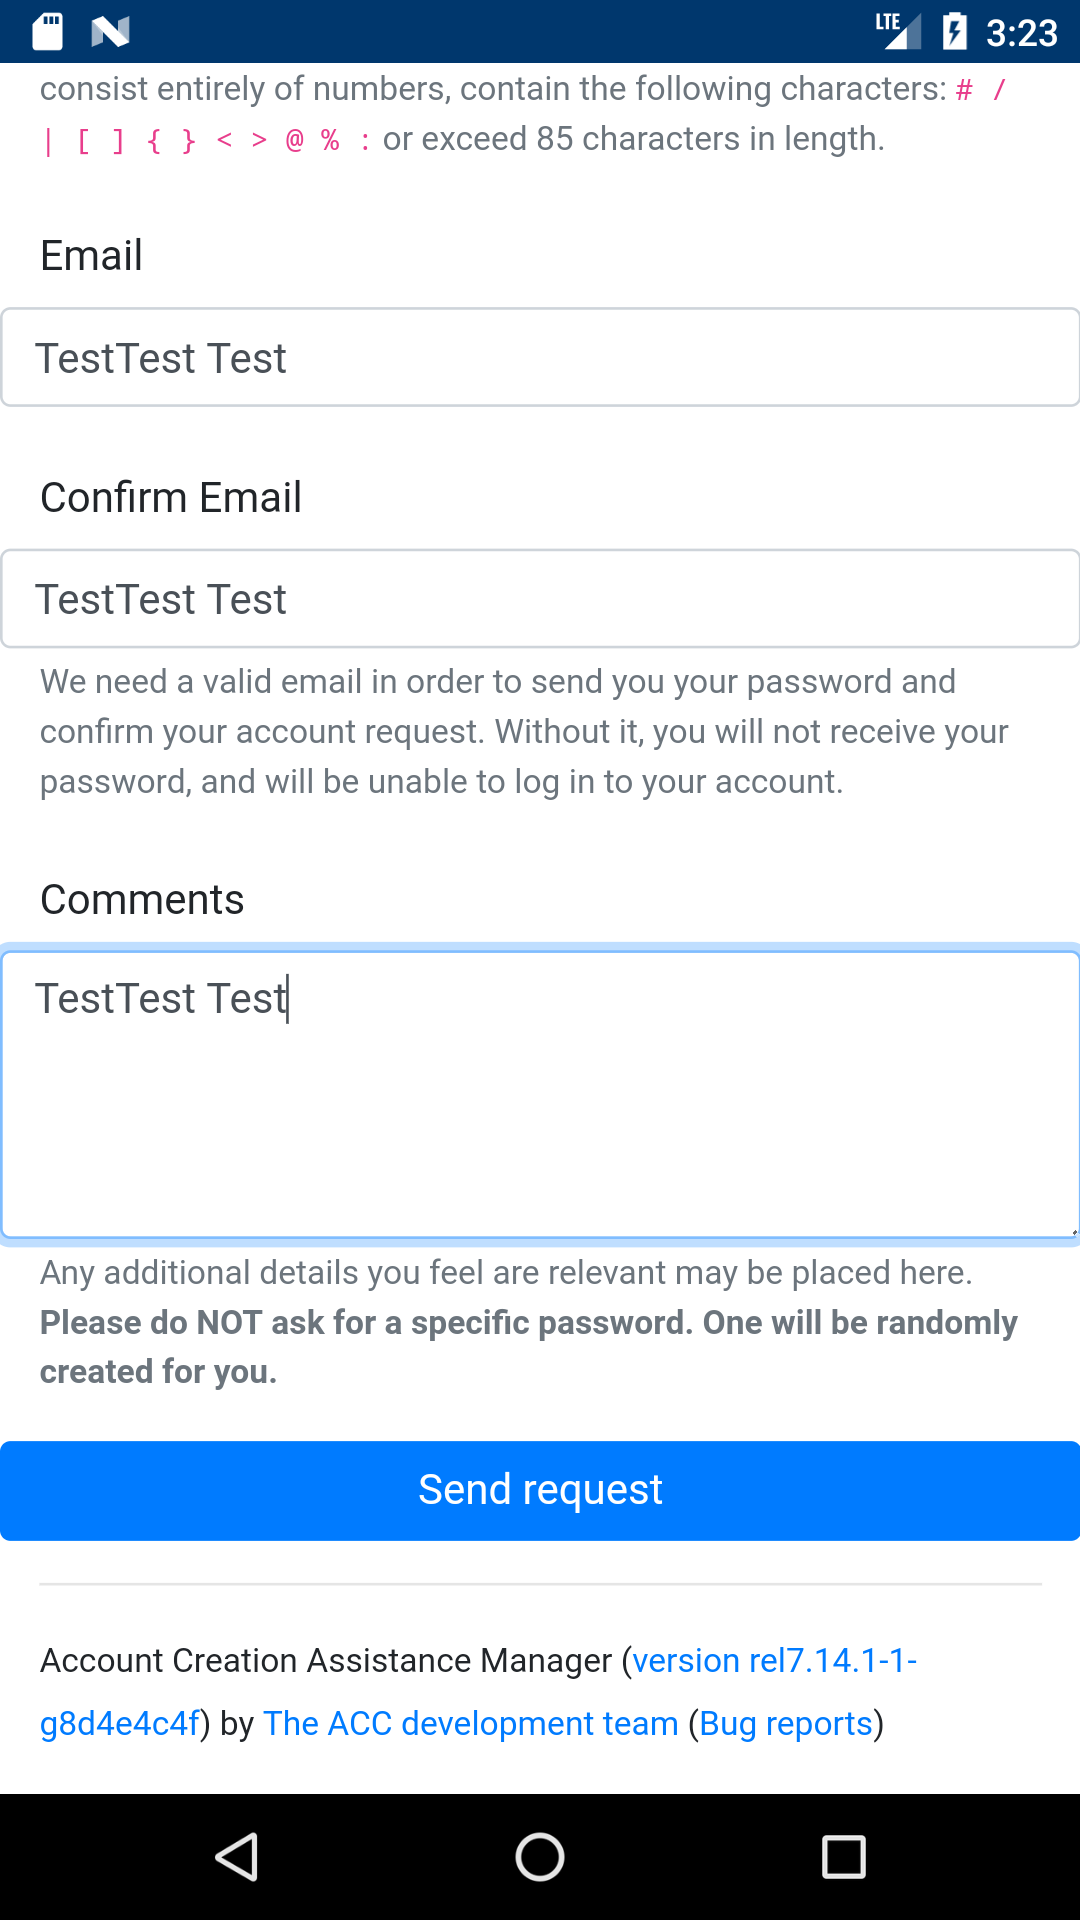 LTE 3:23
consist entirely of numbers, contain the following characters: # /
| [ ] { } < > @ % : or exceed 85 characters in length.
Email
TestTest Test
Confirm Email
TestTest Test
We need a valid email in order to send you your password and
confirm your account request. Without it, you will not receive your
password, and will be unable to log in to your account.
Comments
TestTest Test
Any additional details you feel are relevant may be placed here.
Please do NOT ask for a specific password. One will be randomly
created for you.
Send request
Account Creation Assistance Manager (version rel7.14.1-1-
g8d4e4c4f) by The ACC development team (Bug reports)